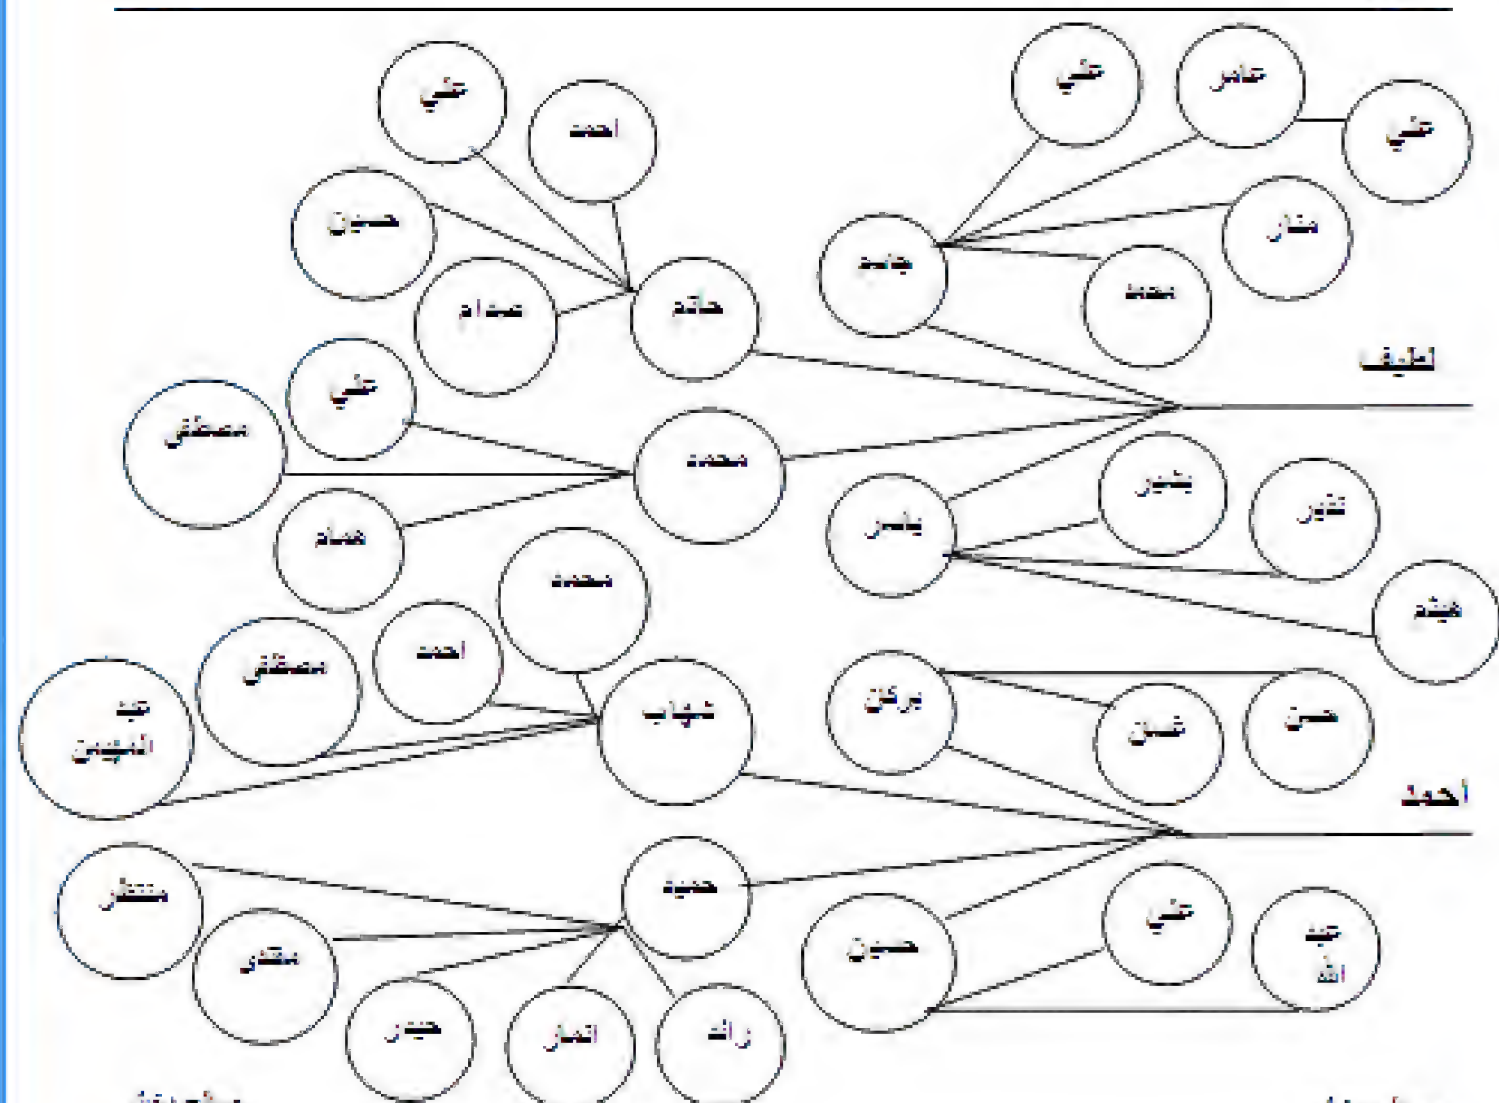 علي
عامر
علي
منار
محمد
جاسم
علي
احمد
حسين
صدام
حاتم
لطيف
علي
مصطفى
همام
محمد
بشير
نذير
هيثم
ياسر
محمد
احمد
مصطفى
عبد
المهيمن
شهاب
بركان
حسن
احمد
حميد
منتظر
مقتدى
حيدر
انمار
رائد
حسين
علي
عبد
الله